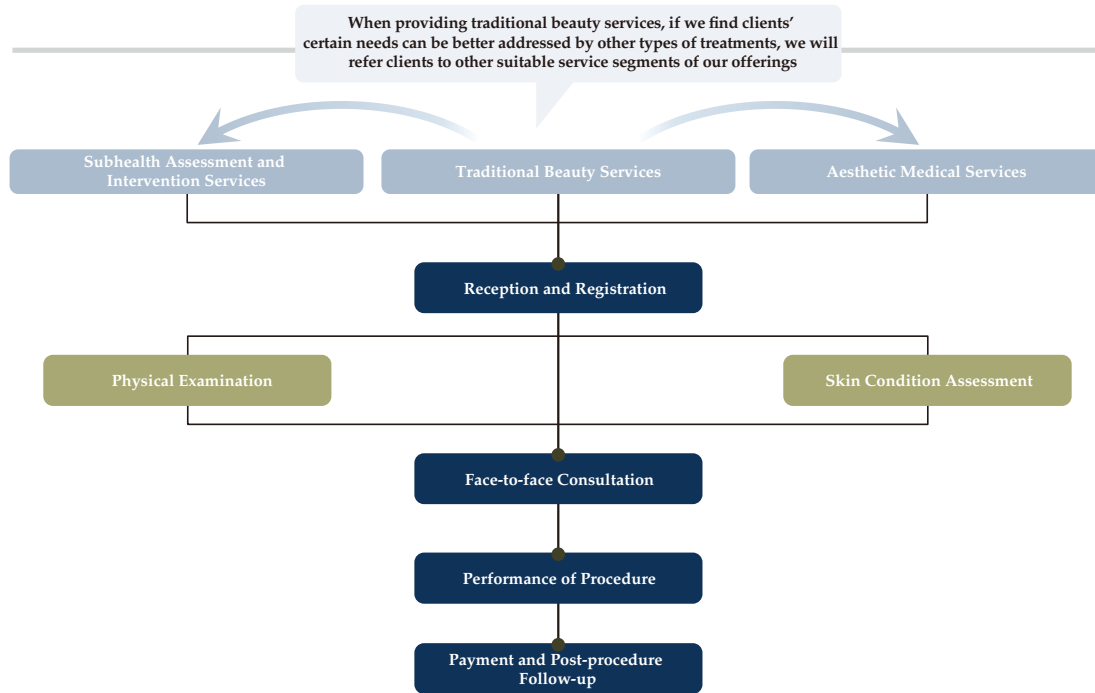 When providing traditional beauty services, if we find clients’
certain needs can be better addressed by other types of treatments, we will
refer clients to other suitable service segments of our offerings
Subhealth Assessment and
Intervention Services
Traditional Beauty Services
Aesthetic Medical Services
Reception and Registration
Physical Examination
Skin Condition Assessment
Face-to-face Consultation
Performance of Procedure
Payment and Post-procedure
Follow-up